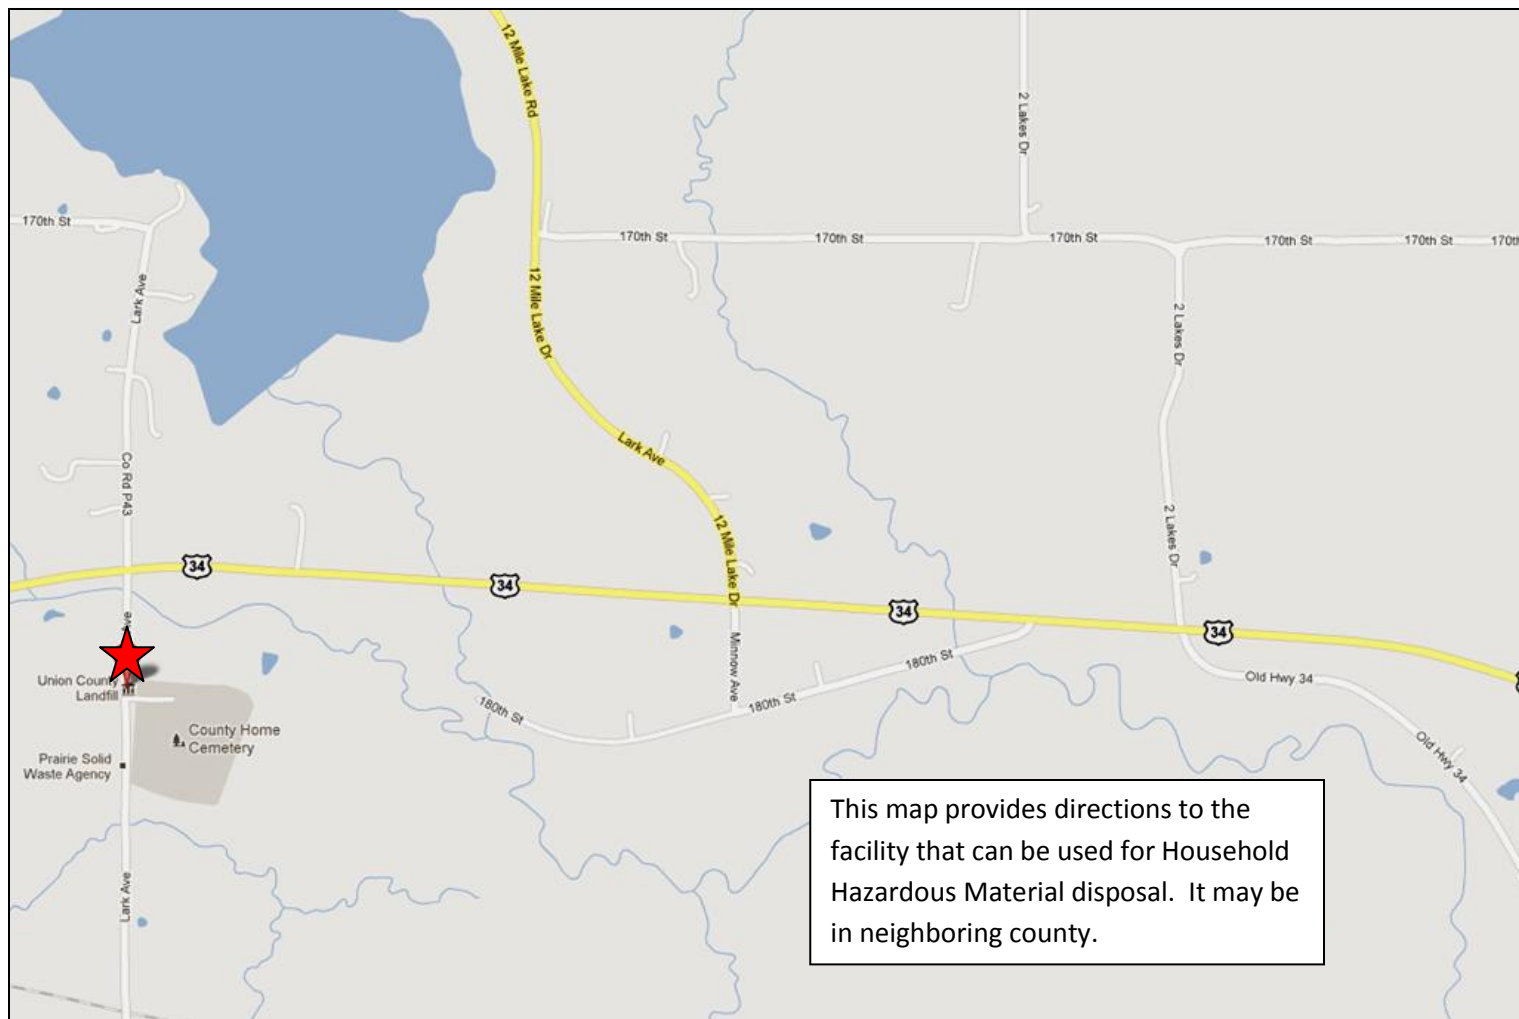 12 Mile Lake Rd
2 Lakes Dr
170th St
170th St
170th St
170th St
170th St
170th St
170th
Lark Ave
12 Mile Lake Dr
2 Lakes Dr
Lark Ave
Co Rd P43
12 Mile Lake Dr
2 Lakes Dr
34
34
34
34
Ave
Minnow Ave
180th St
180th St
180th St
Old Hwy 34
Old Hwy 34
Union County
Landfill
County Home
Cemetery
Prairie Solid
Waste Agency
Lark Ave
This map provides directions to the
facility that can be used for Household
Hazardous Material disposal.  It may be
in neighboring county.